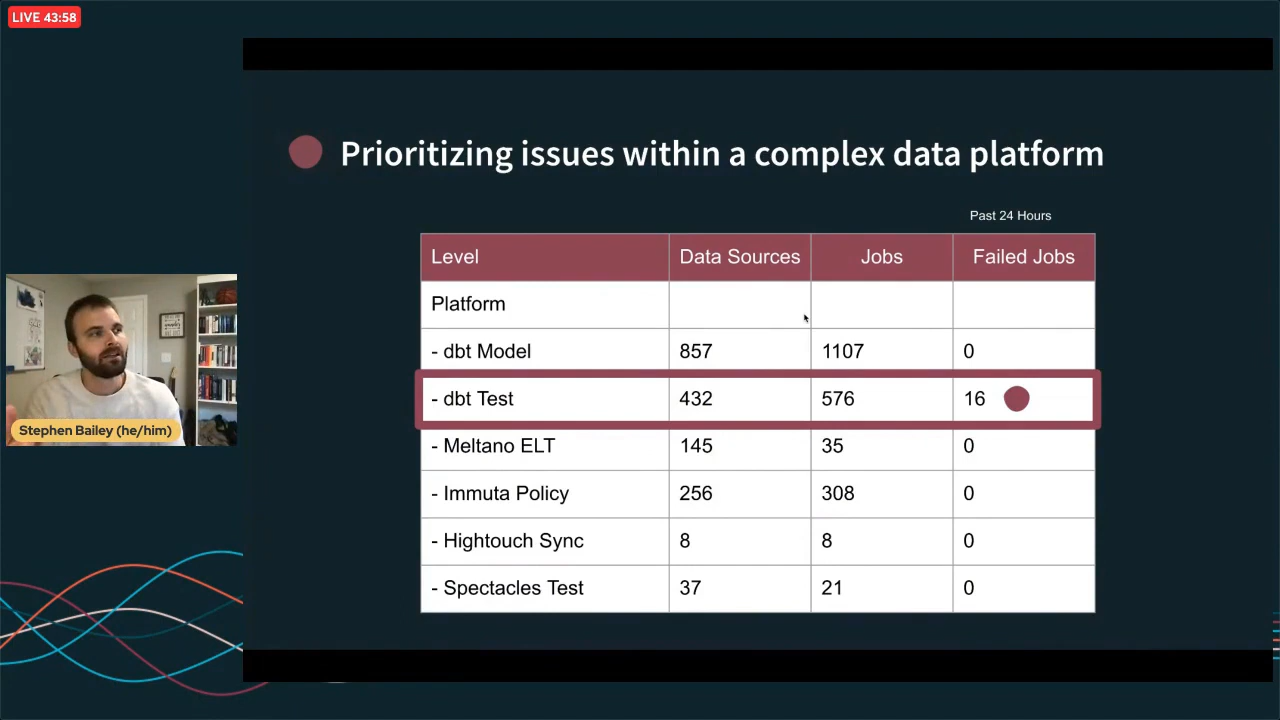 LIVE 43:58
Prioritizing issues within a complex data platform
Past 24 Hours
Level Data Sources Jobs Failed Jobs
Platform
- dbt Model 857 1107 0
- dbt Test 432 576 16
- Meltano ELT 145 35 0
- Immuta Policy 256 308 0
- Hightouch Sync 8 8 0
- Spectacles Test 37 21 0
Stephen Bailey (he/him)